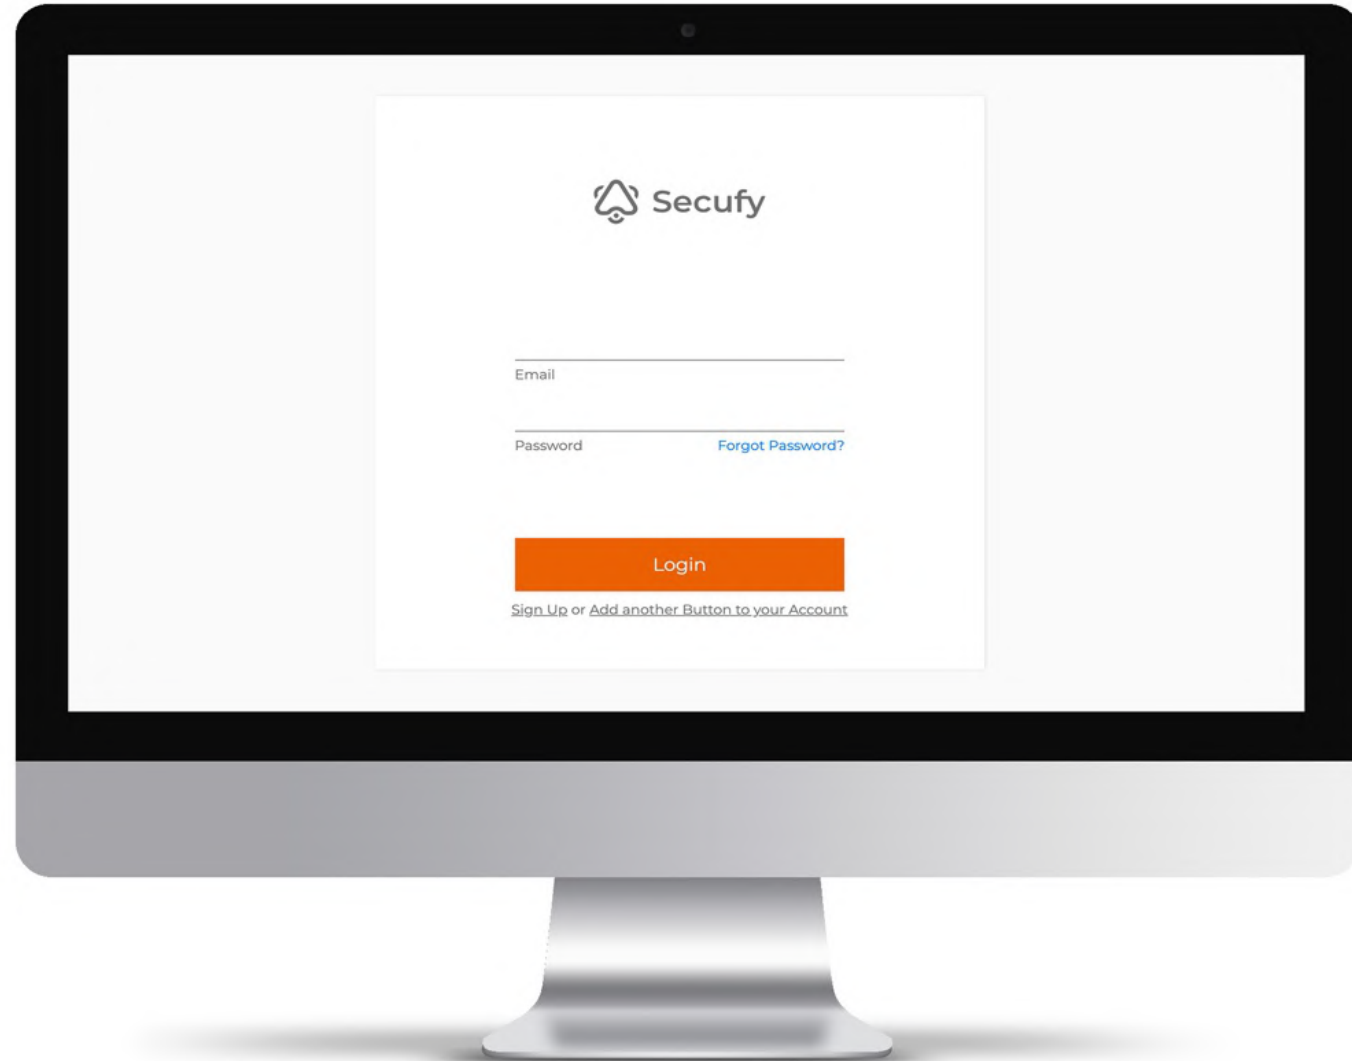 Secufy
Email
Password Forgot Password?
Login
Sign Up or Add another Button to your Account